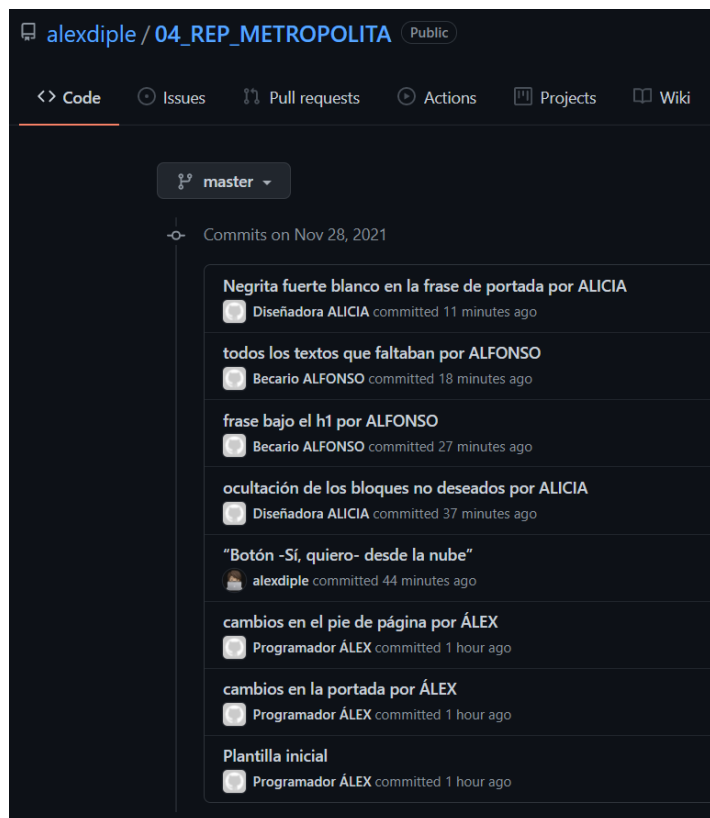 alexdiple / 04_REP_METROPOLITA Public
<> Code Issues Pull requests Actions Projects Wiki
master
Commits on Nov 28, 2021
Negrita fuerte blanco en la frase de portada por ALICIA
Diseñadora ALICIA committed 11 minutes ago
todos los textos que faltaban por ALFONSO
Becario ALFONSO committed 18 minutes ago
frase bajo el h1 por ALFONSO
Becario ALFONSO committed 27 minutes ago
ocultación de los bloques no deseados por ALICIA
Diseñadora ALICIA committed 37 minutes ago
“Botón -Sí, quiero- desde la nube”
alexdiple committed 44 minutes ago
cambios en el pie de página por ÁLEX
Programador ÁLEX committed 1 hour ago
cambios en la portada por ÁLEX
Programador ÁLEX committed 1 hour ago
Plantilla inicial
Programador ÁLEX committed 1 hour ago